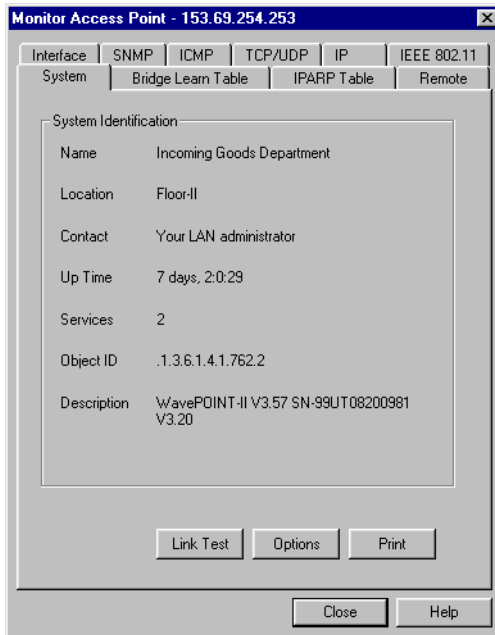 Monitor Access Point - 153.69.254.253
Interface SNMP ICMP TCP/UDP IP IEEE 802.11
System Bridge Learn Table IPARP Table Remote
System Identification
Name Incoming Goods Department
Location Floor-II
Contact Your LAN administrator
Up Time 7 days, 2:0:29
Services 2
Object ID .1.3.6.1.4.1.762.2
Description WavePOINT-II V3.57 SN-99UT08200981
V3.20
Link Test Options Print
Close Help